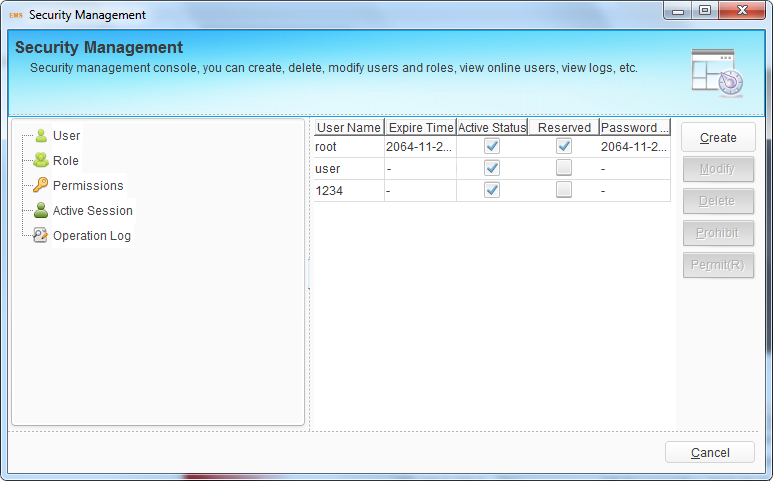 EMS Security Management
Security Management
Security management console, you can create, delete, modify users and roles, view online users, view logs, etc.
User
Role
Permissions
Active Session
Operation Log
User Name Expire Time Active Status Reserved Password ...
root 2064-11-2... 2064-11-2...
user - -
1234 - -
Create
Modify
Delete
Prohibit
Permit(R)
Cancel